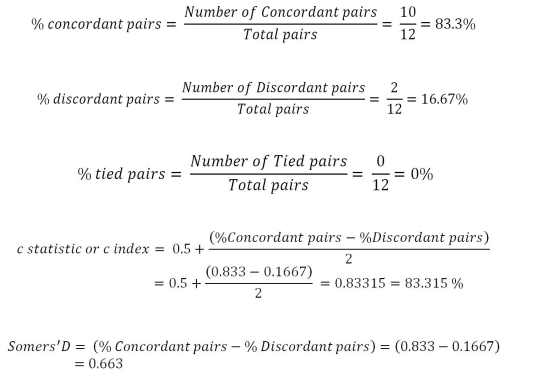 % concordant pairs = Number of Concordant pairs / Total pairs = 10 / 12 = 83.3%
% discordant pairs = Number of Discordant pairs / Total pairs = 2 / 12 = 16.67%
% tied pairs = Number of Tied pairs / Total pairs = 0 / 12 = 0%
c statistic or c index = 0.5 + (%Concordant pairs − %Discordant pairs) / 2
= 0.5 + (0.833 − 0.1667) / 2 = 0.83315 = 83.315 %
Somers'D = (% Concordant pairs − % Discordant pairs) = (0.833 − 0.1667)
= 0.663